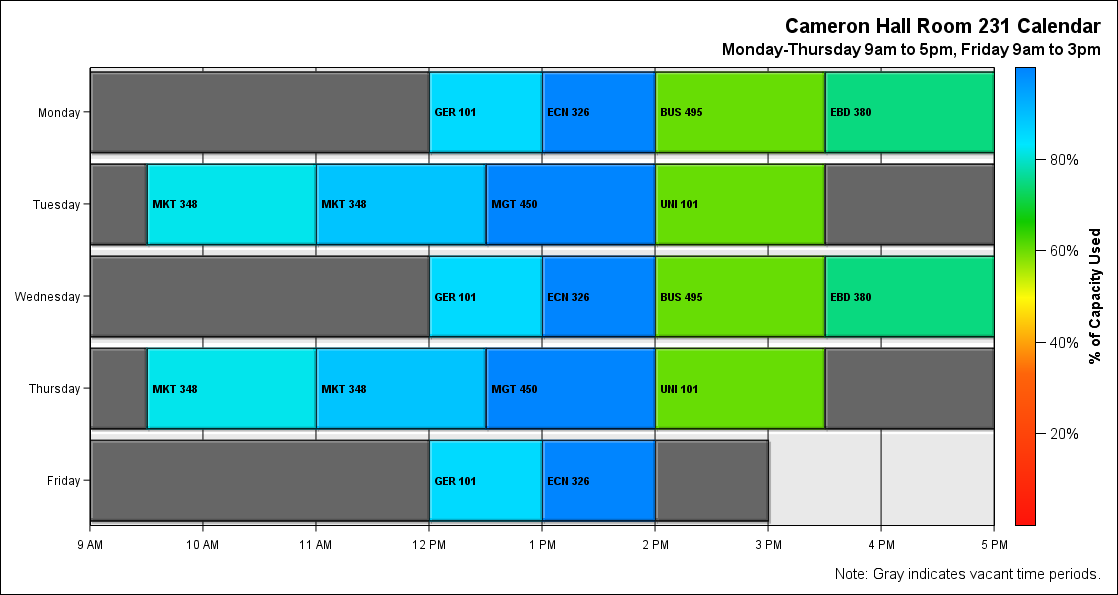 Cameron Hall Room 231 Calendar
Monday-Thursday 9am to 5pm, Friday 9am to 3pm
Monday GER 101 ECN 326 BUS 495 EBD 380
Tuesday MKT 348 MKT 348 MGT 450 UNI 101
Wednesday GER 101 ECN 326 BUS 495 EBD 380
Thursday MKT 348 MKT 348 MGT 450 UNI 101
Friday GER 101 ECN 326
9 AM 10 AM 11 AM 12 PM 1 PM 2 PM 3 PM 4 PM 5 PM
80%
60%
40%
20%
% of Capacity Used
Note: Gray indicates vacant time periods.